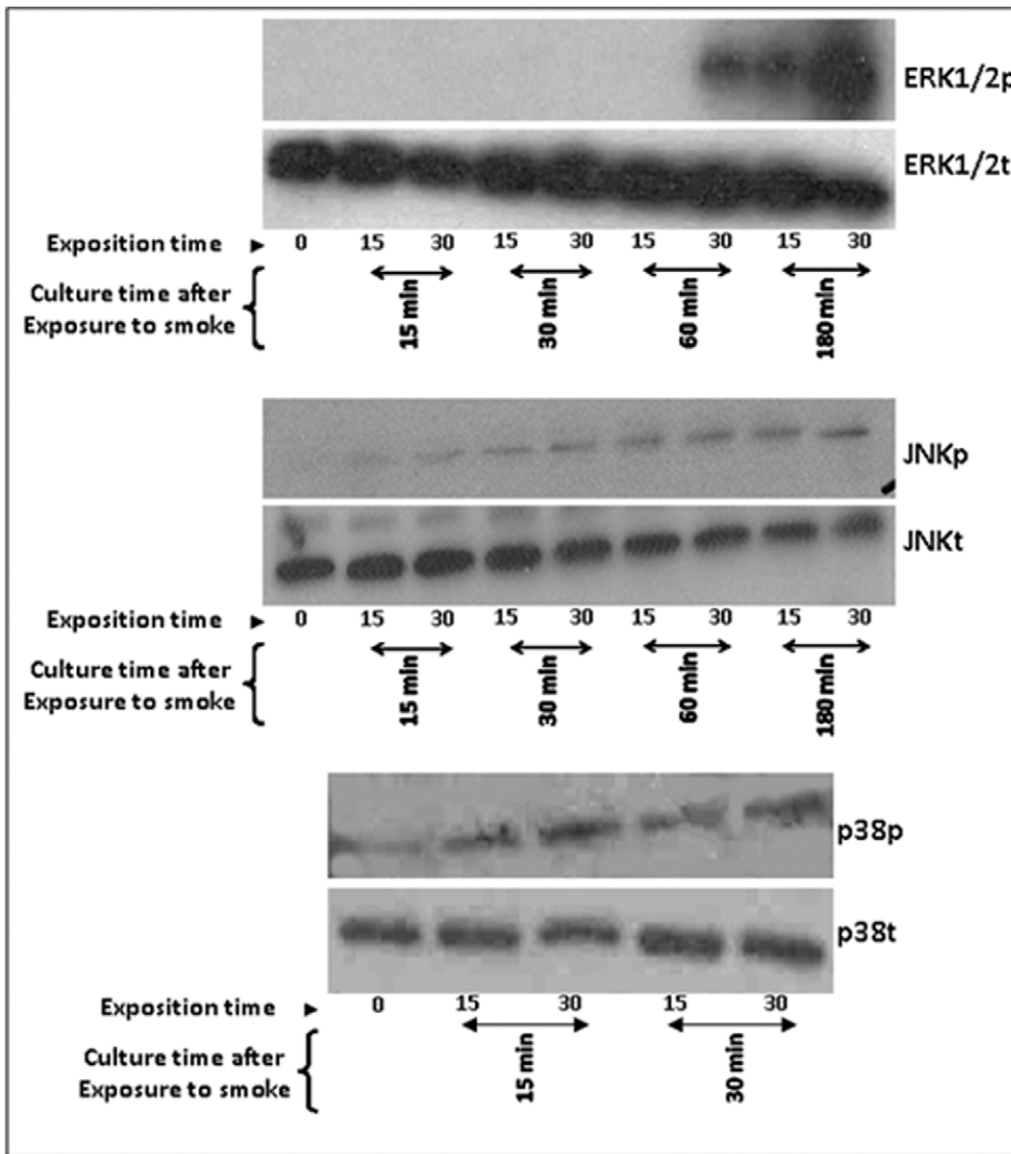 ERK1/2p
ERK1/2t
Exposition time ► 0 15 30 15 30 15 30 15 30
Culture time after
Exposure to smoke
15 min 30 min 60 min 180 min
JNKp
JNKt
Exposition time ► 0 15 30 15 30 15 30 15 30
Culture time after
Exposure to smoke
15 min 30 min 60 min 180 min
p38p
p38t
Exposition time ► 0 15 30 15 30
Culture time after
Exposure to smoke
15 min 30 min